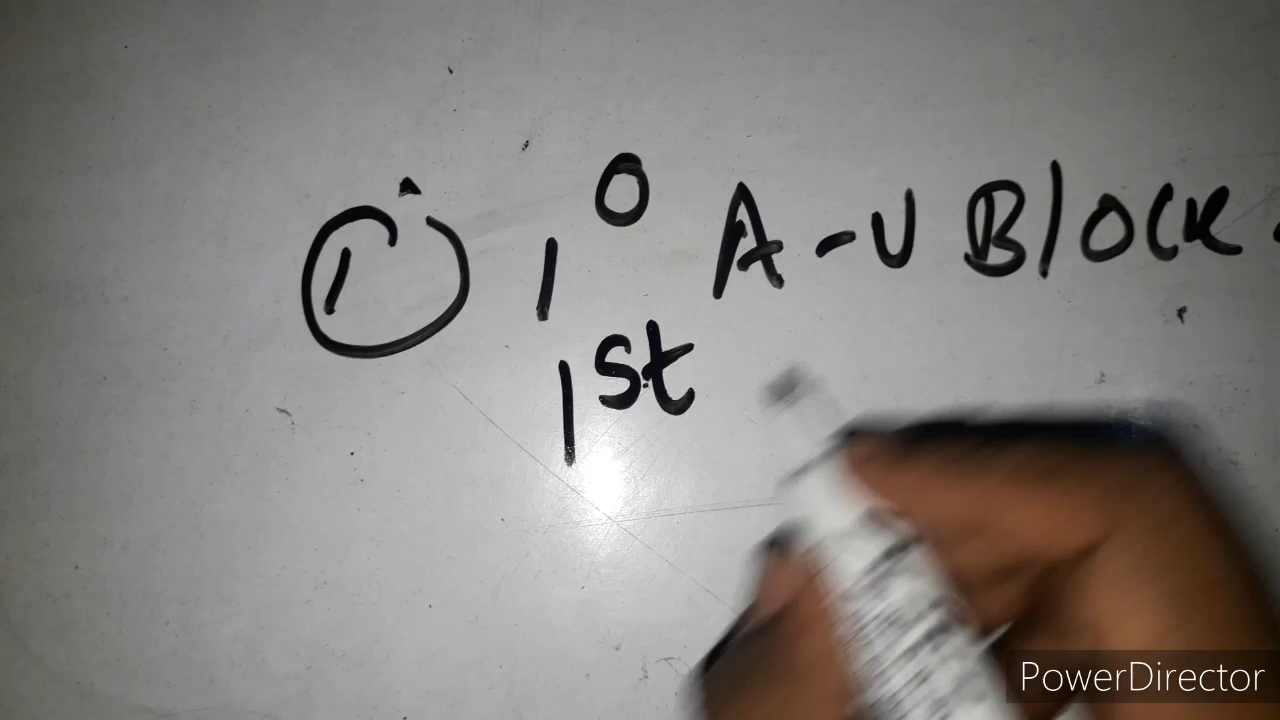 ① 1° A-V Block.
1st
PowerDirector